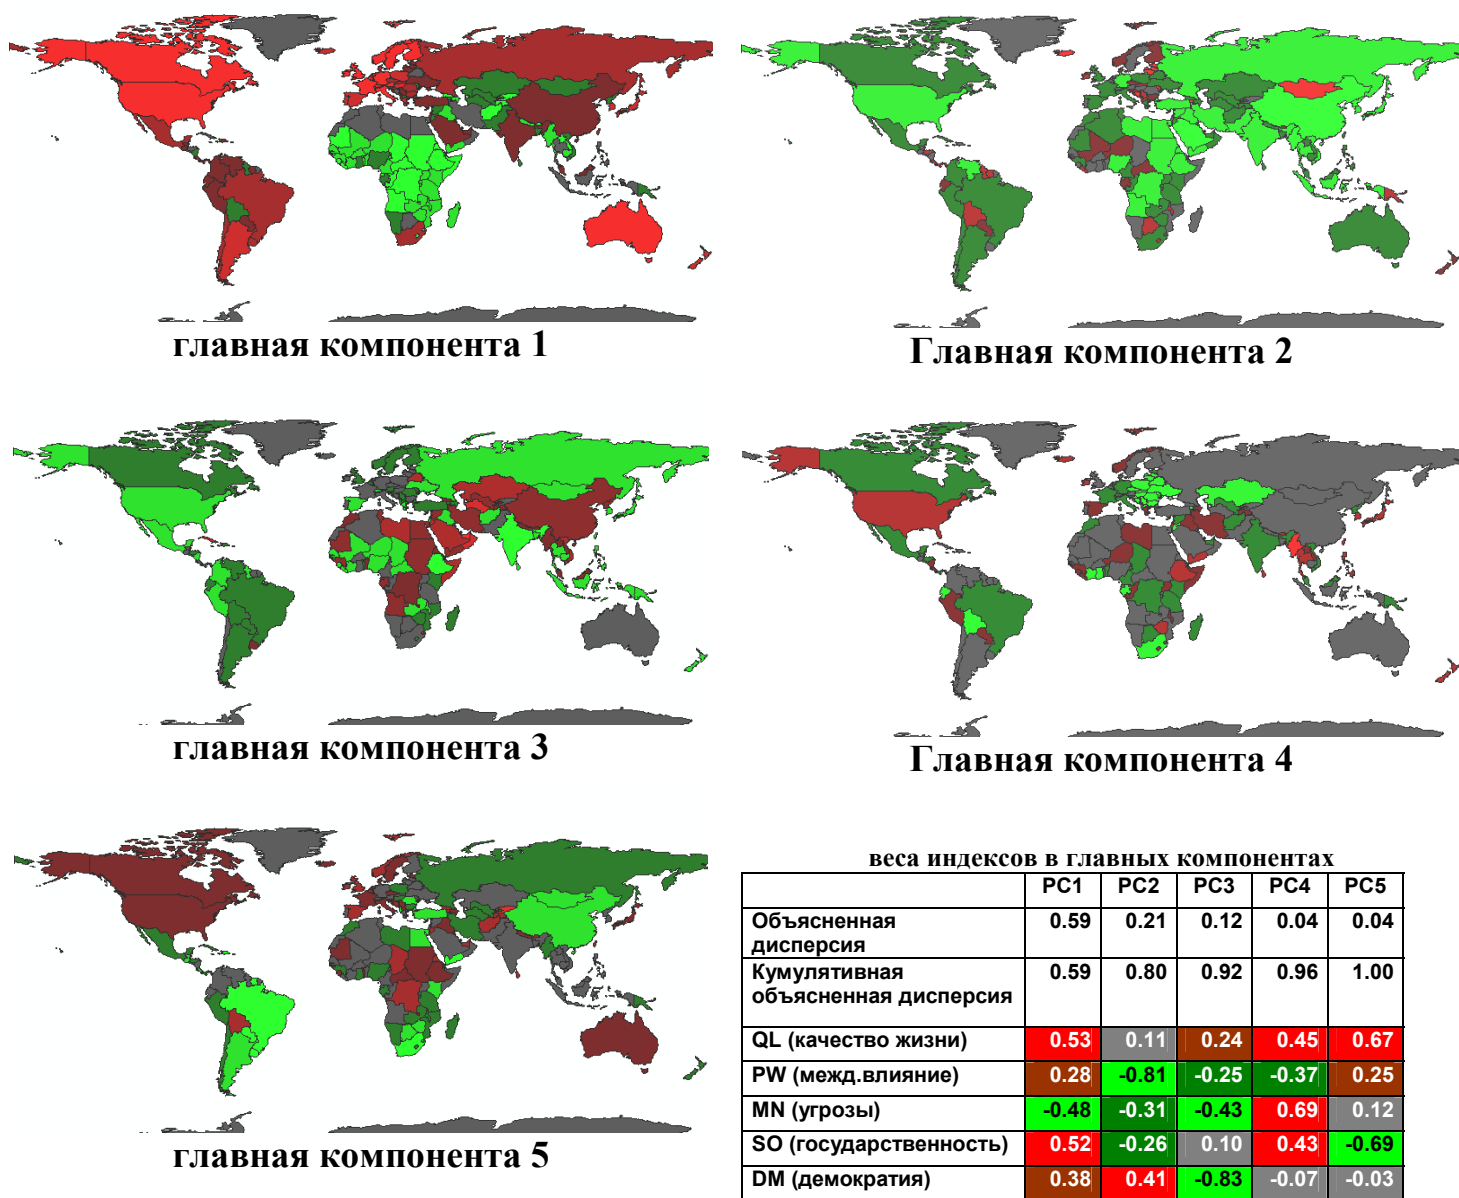 главная компонента 1
Главная компонента 2
главная компонента 3
Главная компонента 4
главная компонента 5
веса индексов в главных компонентах
PC1 PC2 PC3 PC4 PC5
Объясненная
дисперсия 0.59 0.21 0.12 0.04 0.04
Кумулятивная
объясненная дисперсия 0.59 0.80 0.92 0.96 1.00
QL (качество жизни) 0.53 0.11 0.24 0.45 0.67
PW (межд.влияние) 0.28 -0.81 -0.25 -0.37 0.25
MN (угрозы) -0.48 -0.31 -0.43 0.69 0.12
SO (государственность) 0.52 -0.26 0.10 0.43 -0.69
DM (демократия) 0.38 0.41 -0.83 -0.07 -0.03